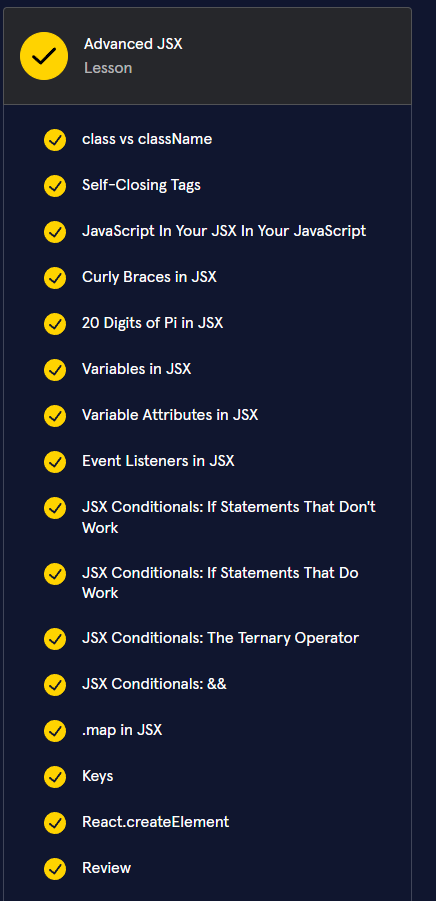 Advanced JSX
Lesson
class vs className
Self-Closing Tags
JavaScript In Your JSX In Your JavaScript
Curly Braces in JSX
20 Digits of Pi in JSX
Variables in JSX
Variable Attributes in JSX
Event Listeners in JSX
JSX Conditionals: If Statements That Don't
Work
JSX Conditionals: If Statements That Do
Work
JSX Conditionals: The Ternary Operator
JSX Conditionals: &&
.map in JSX
Keys
React.createElement
Review